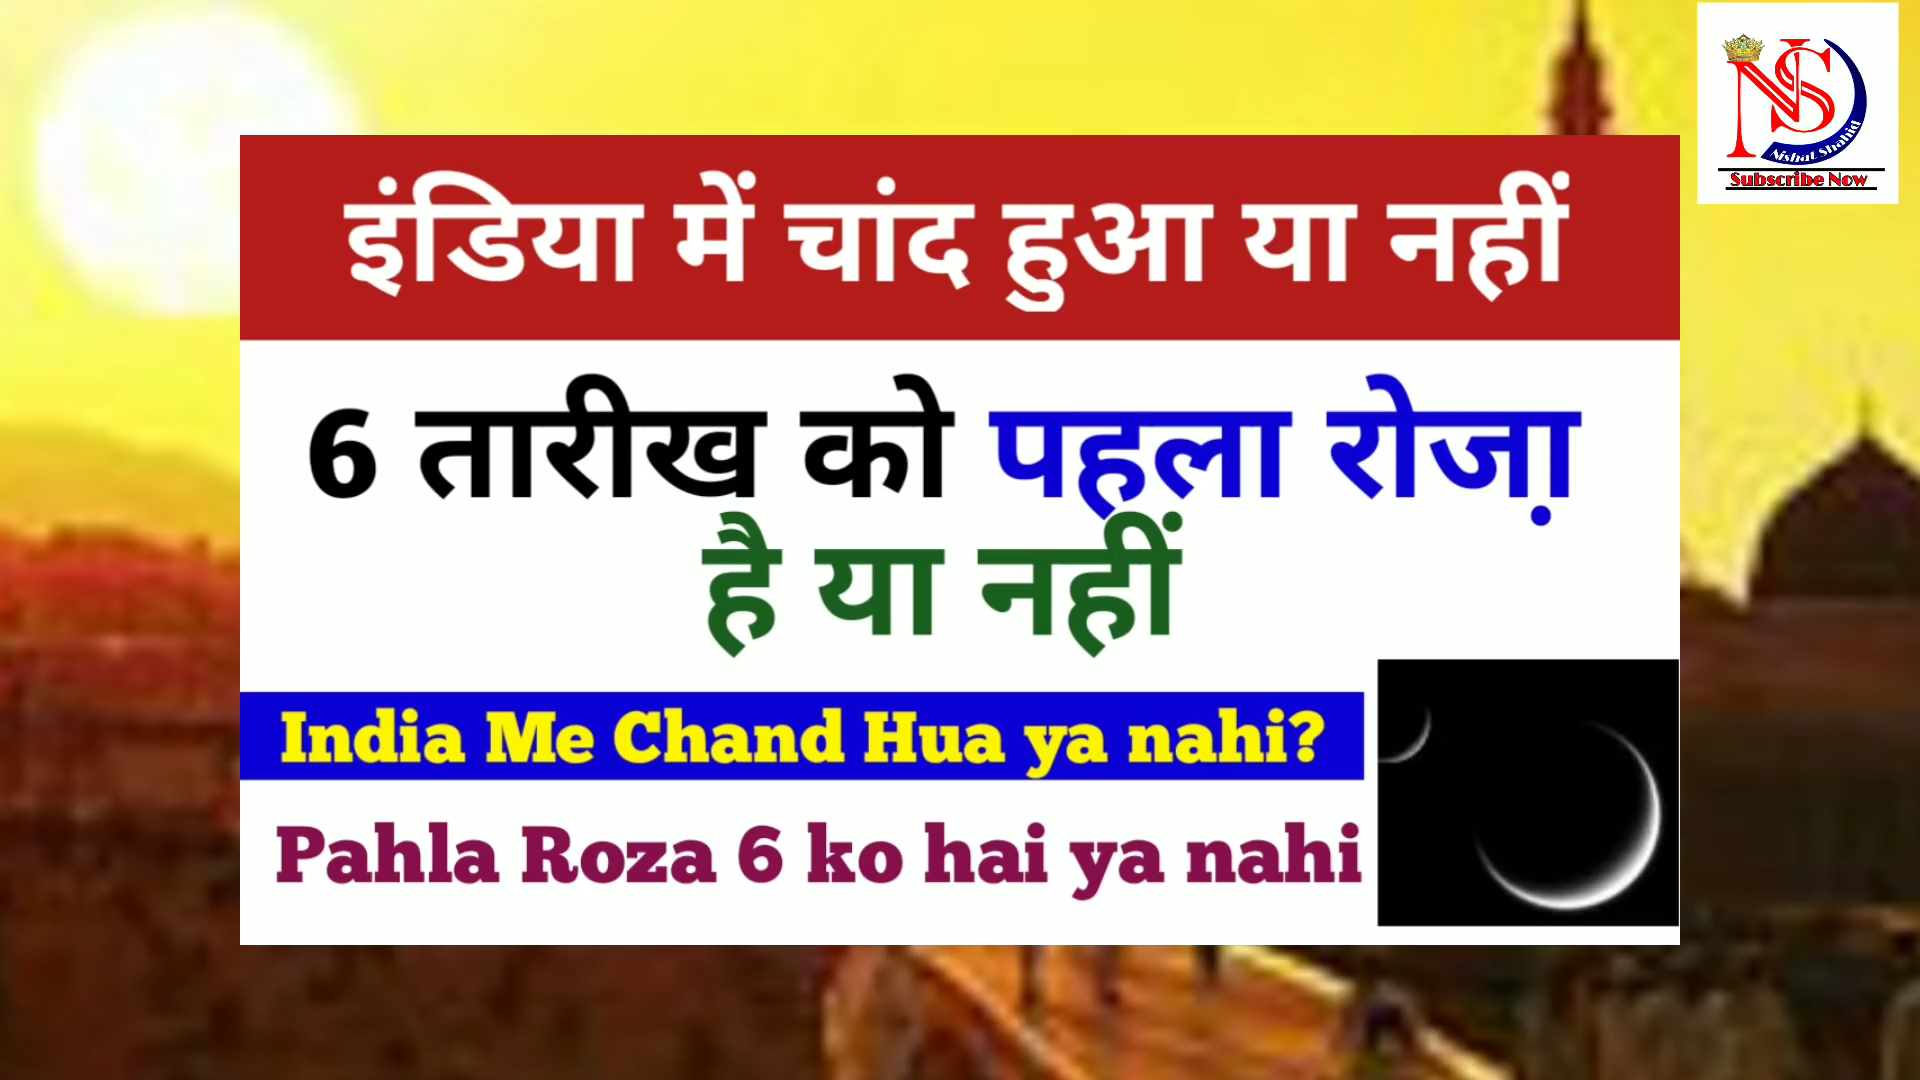 इंडिया में चांद हुआ या नहीं
6 तारीख को पहला रोजा़
है या नहीं
India Me Chand Hua ya nahi?
Pahla Roza 6 ko hai ya nahi
NS
Nishat Shahid
Subscribe Now